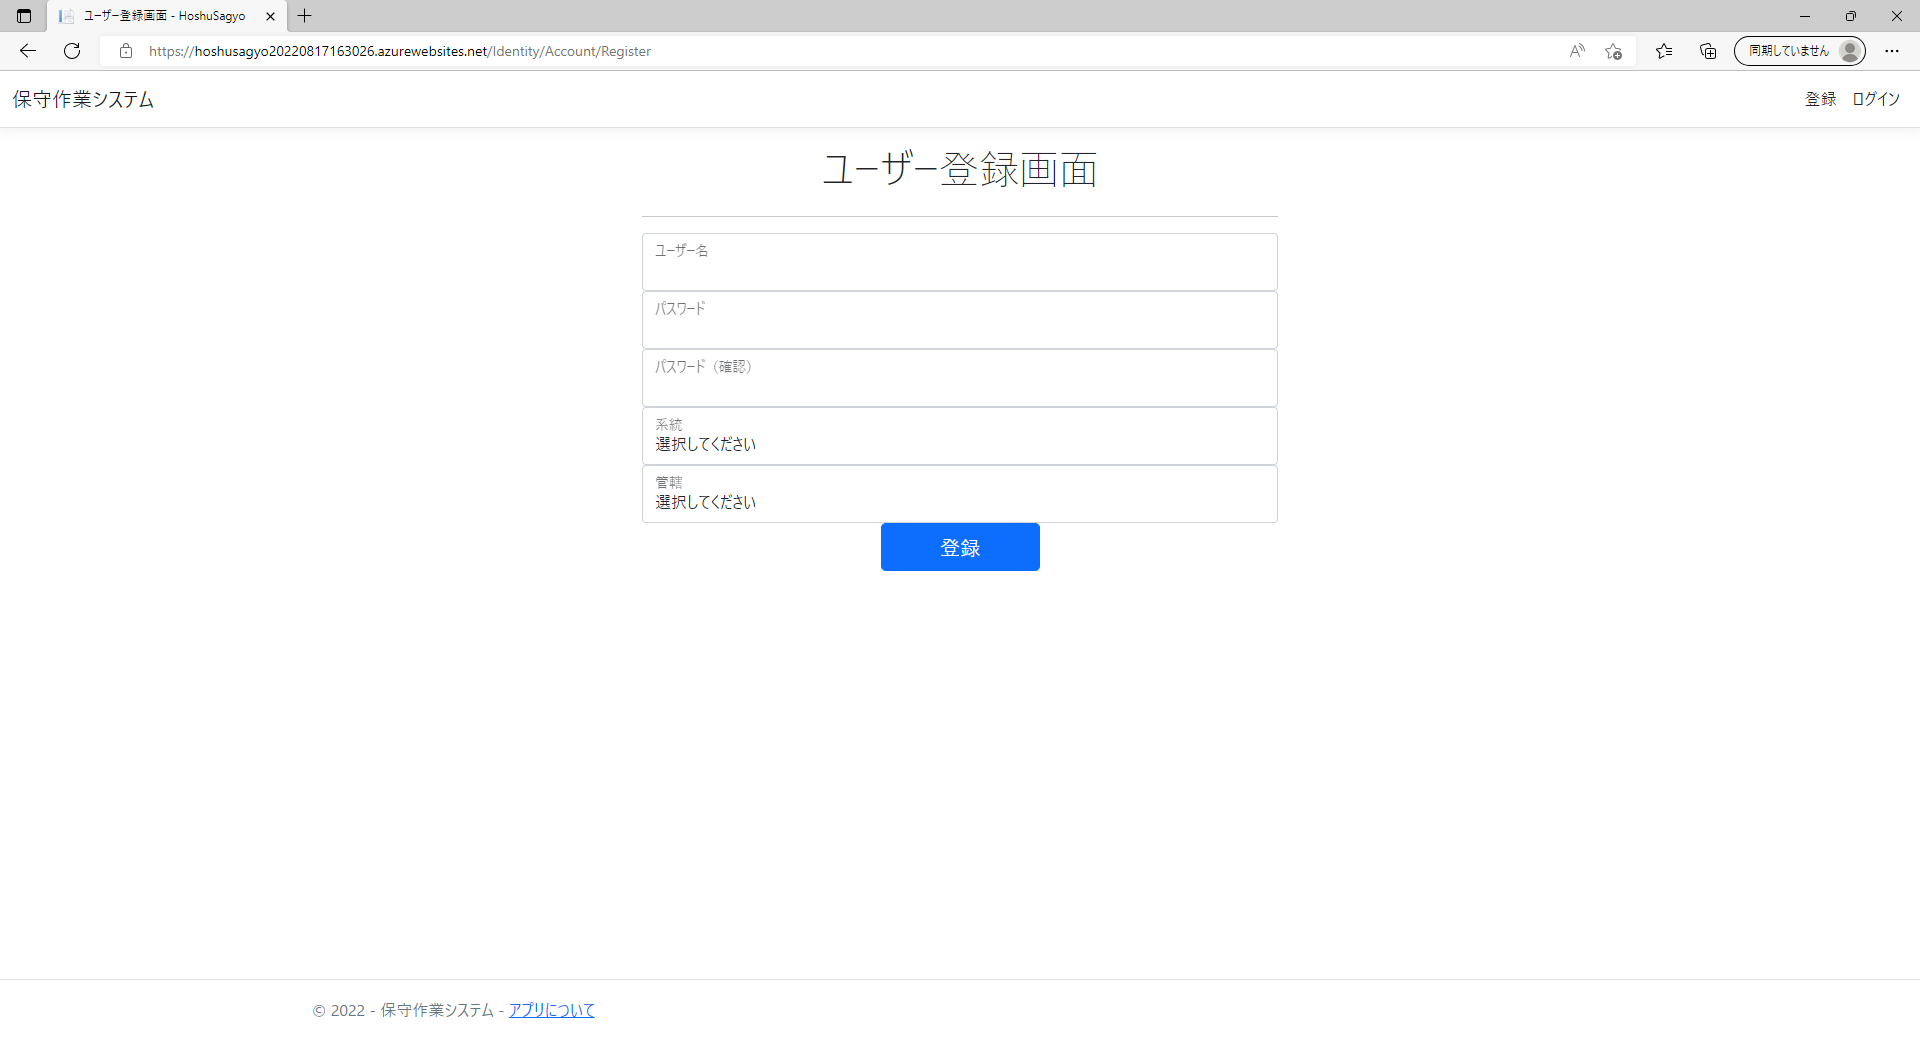 ユーザー登録画面 - HoshuSagyo
https://hoshusagyo20220817163026.azurewebsites.net/Identity/Account/Register
同期していません
保守作業システム
登録 ログイン
ユーザー登録画面
ユーザー名
パスワード
パスワード（確認）
系統
選択してください
管轄
選択してください
登録
© 2022 - 保守作業システム - アプリについて